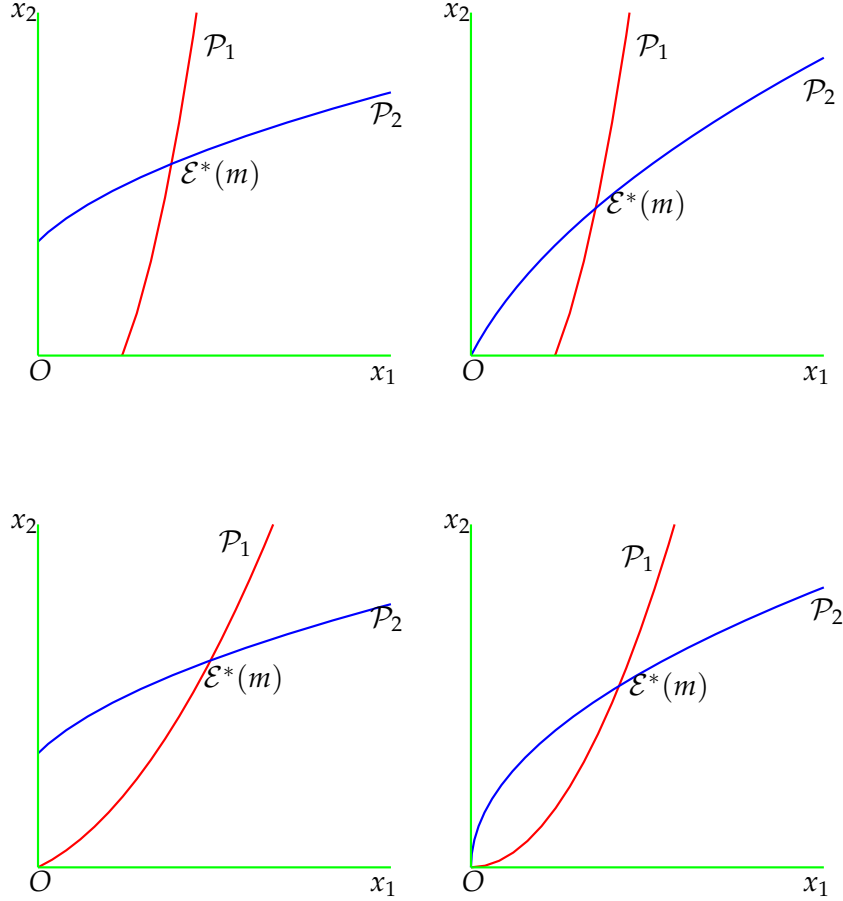 x₂
𝒫₁
𝒫₂
ℰ*(m)
O
x₁
x₂
𝒫₁
𝒫₂
ℰ*(m)
O
x₁
x₂
𝒫₁
𝒫₂
ℰ*(m)
O
x₁
x₂
𝒫₁
𝒫₂
ℰ*(m)
O
x₁